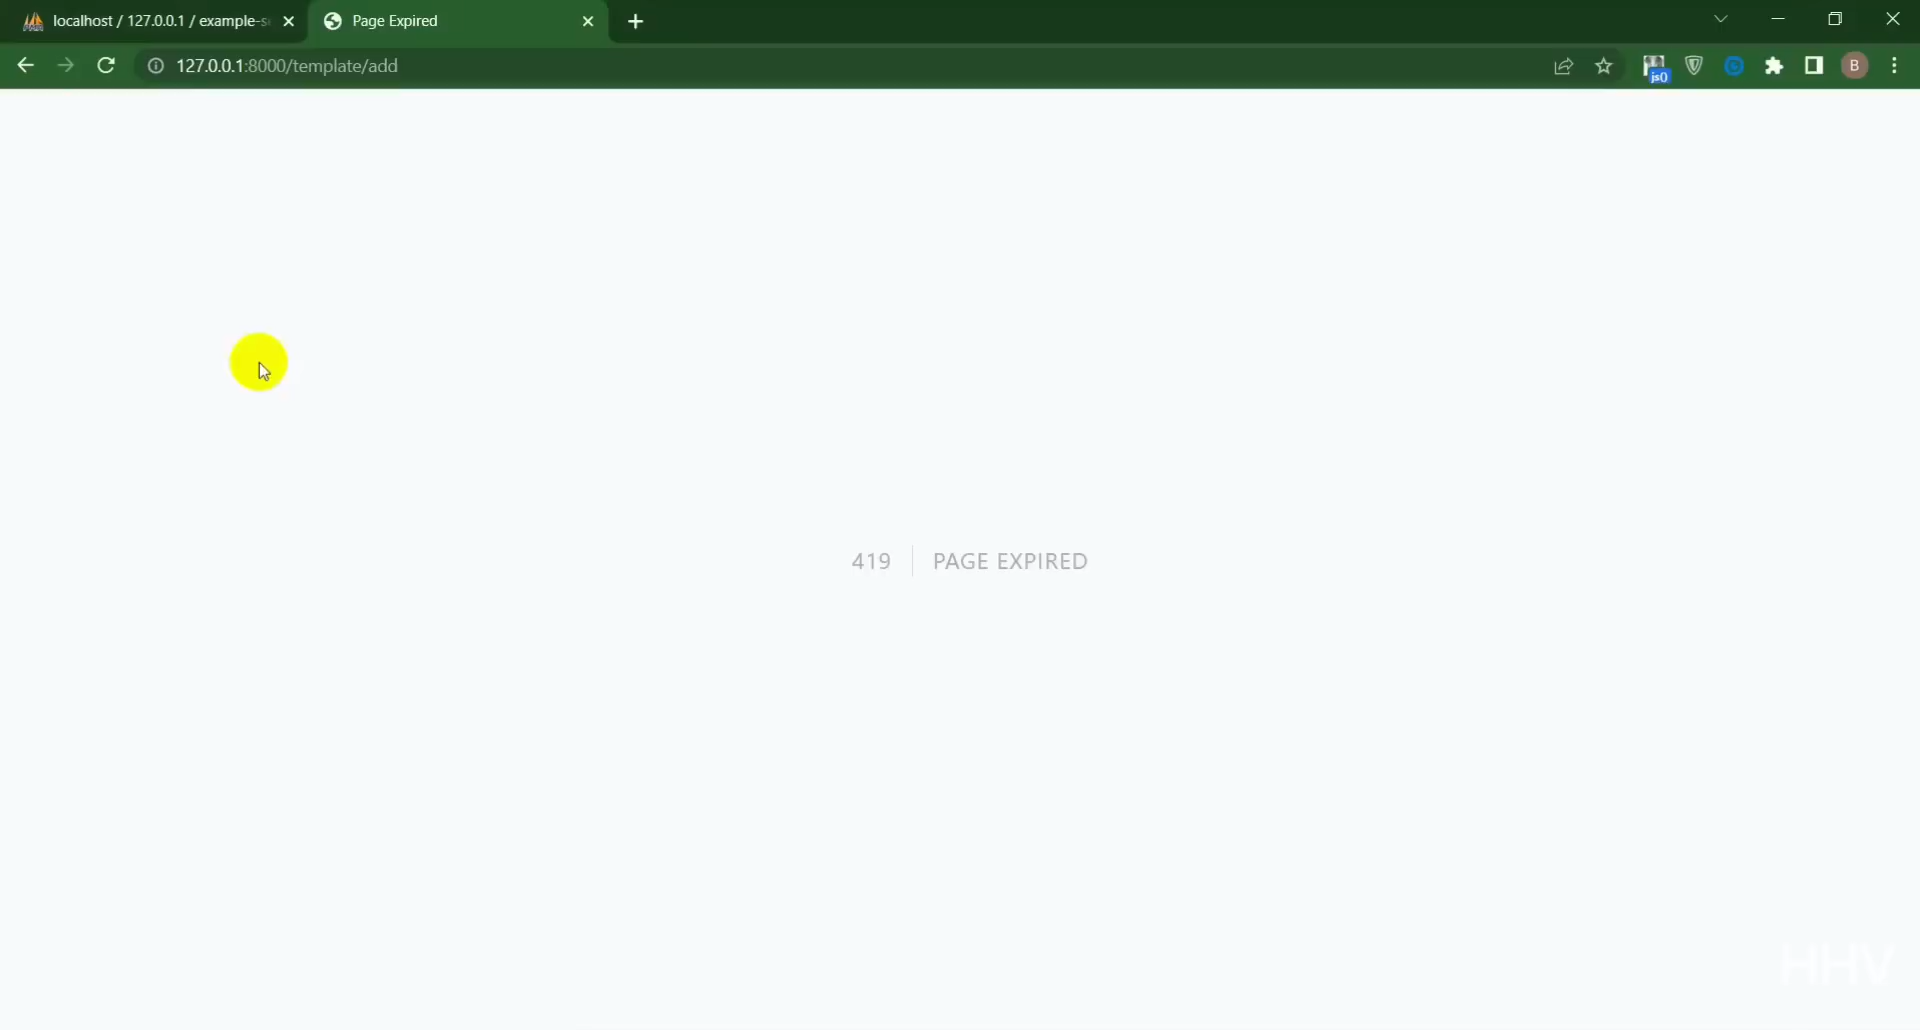 localhost / 127.0.0.1 / example-s
Page Expired
127.0.0.1:8000/template/add
js()
B
419
PAGE EXPIRED
HHV